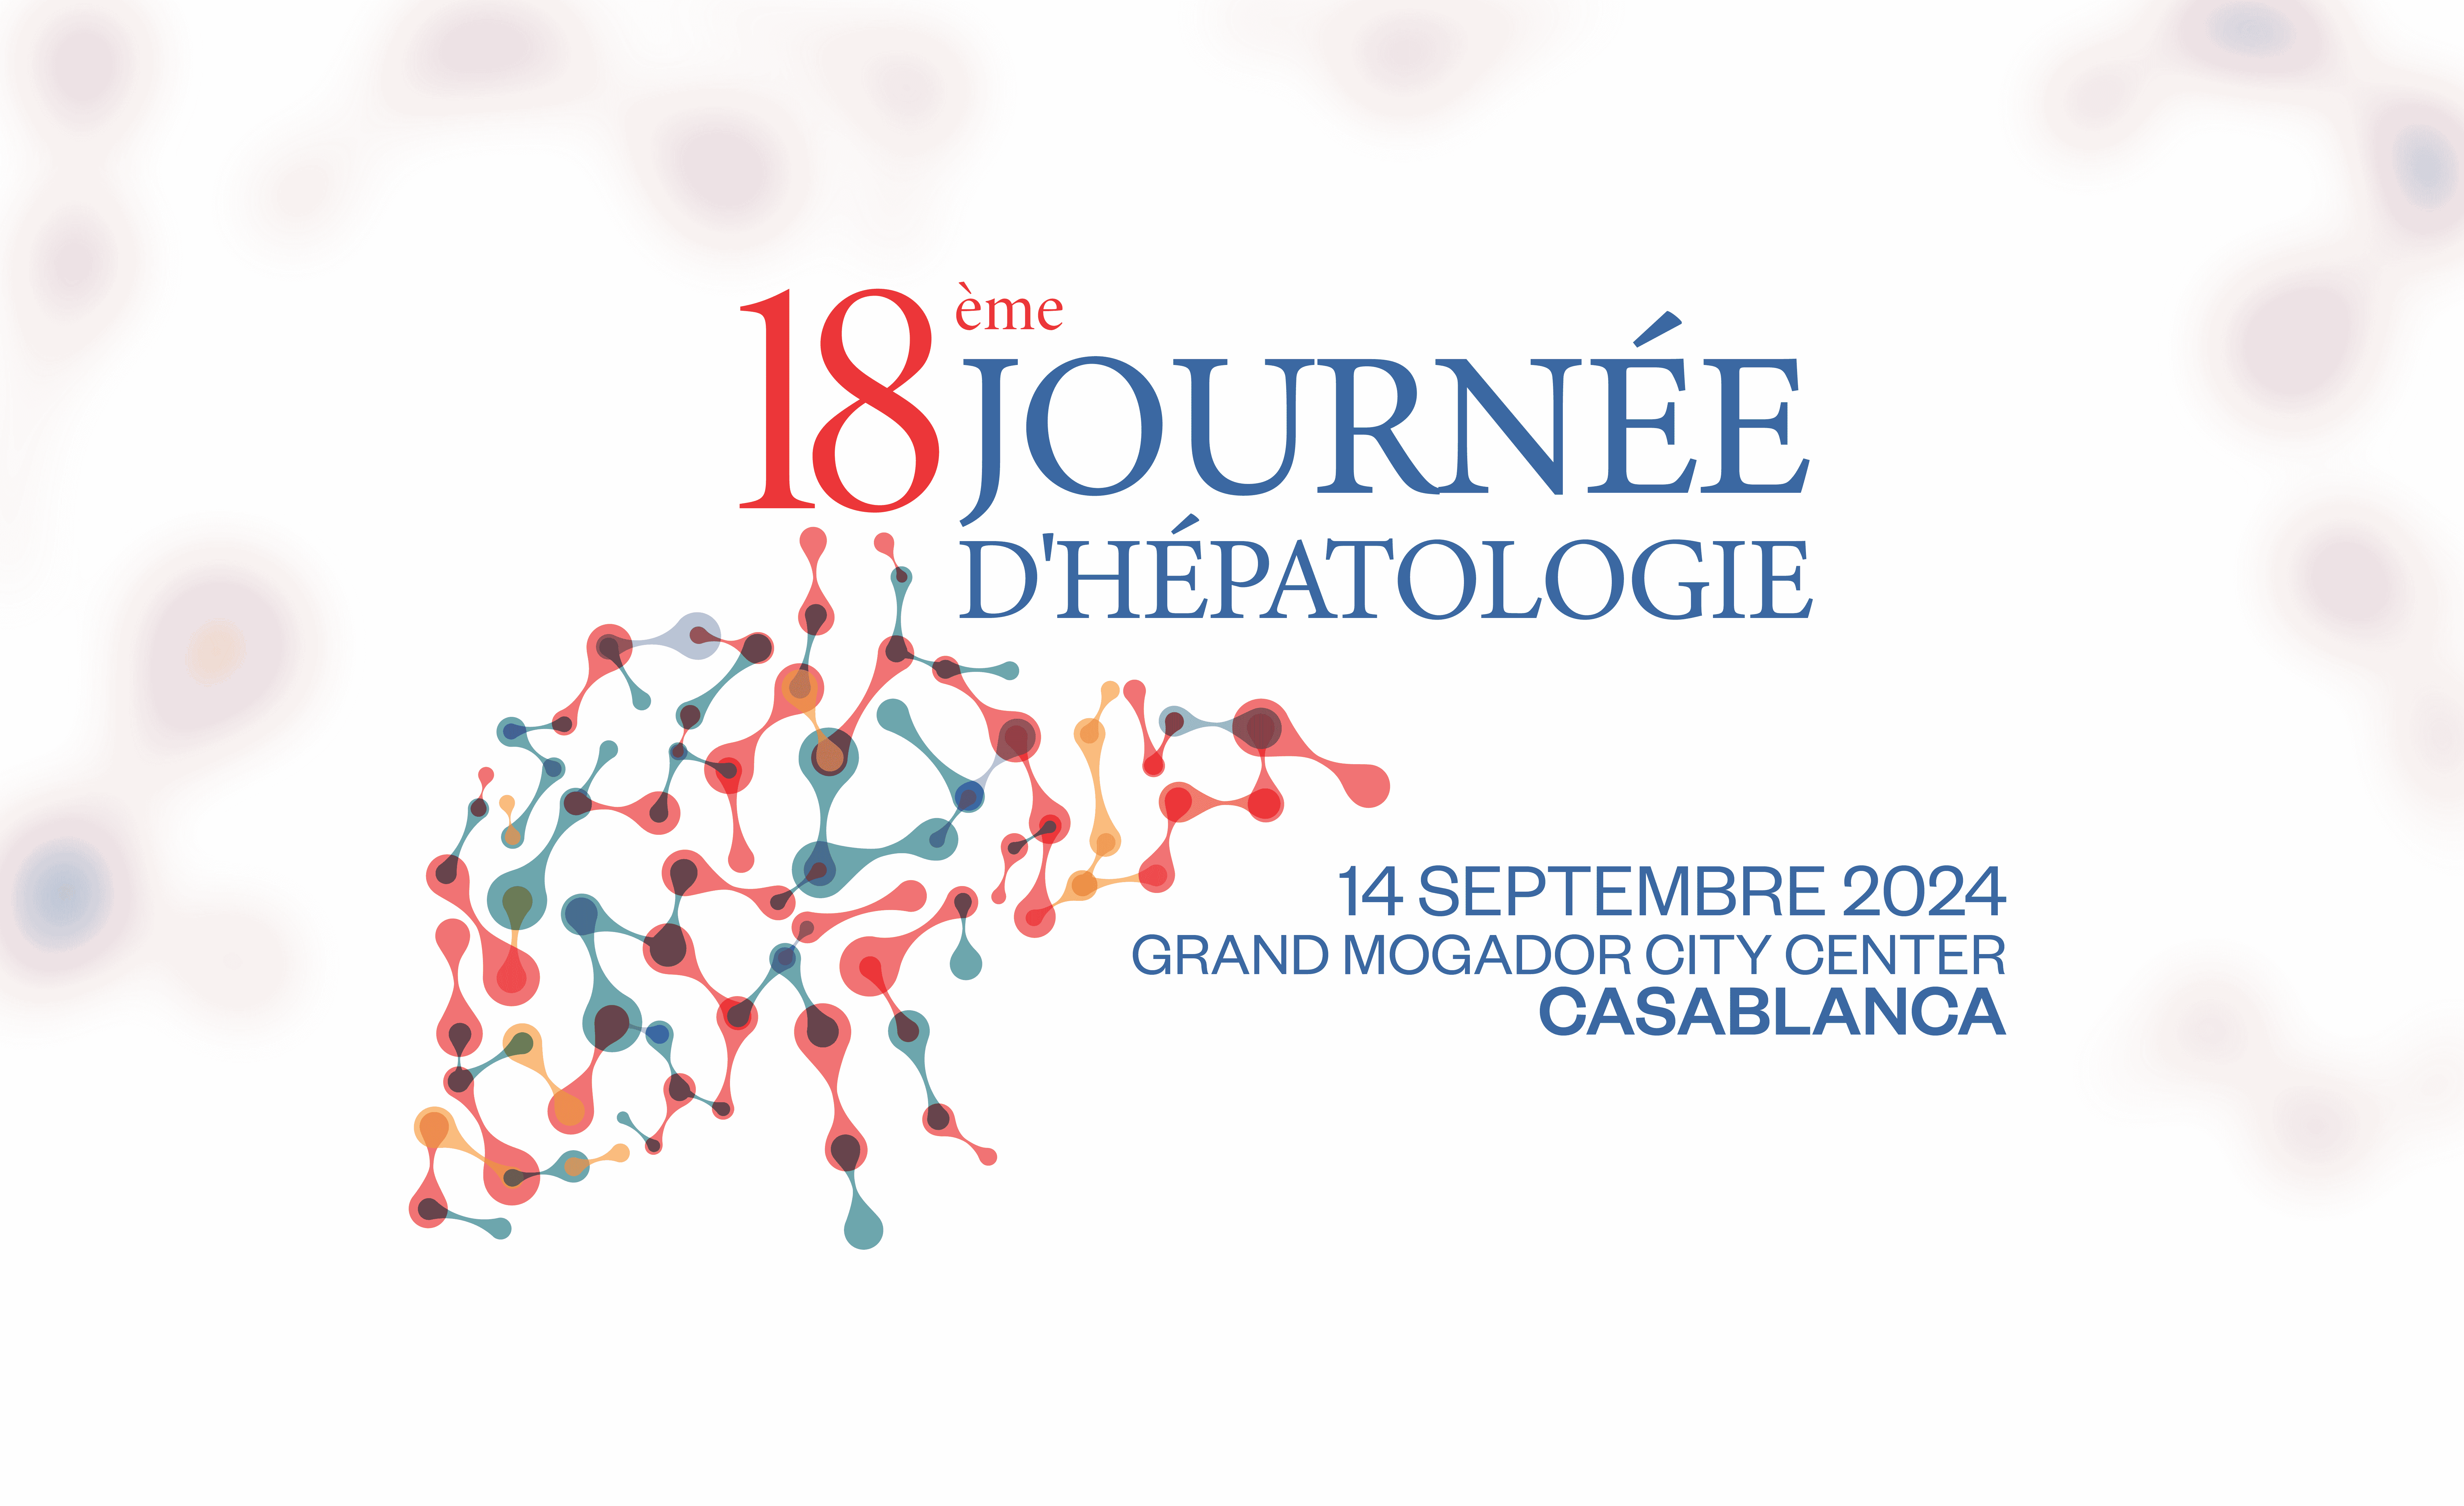 18ème
JOURNÉE
D'HÉPATOLOGIE
14 SEPTEMBRE 2024
GRAND MOGADOR CITY CENTER
CASABLANCA